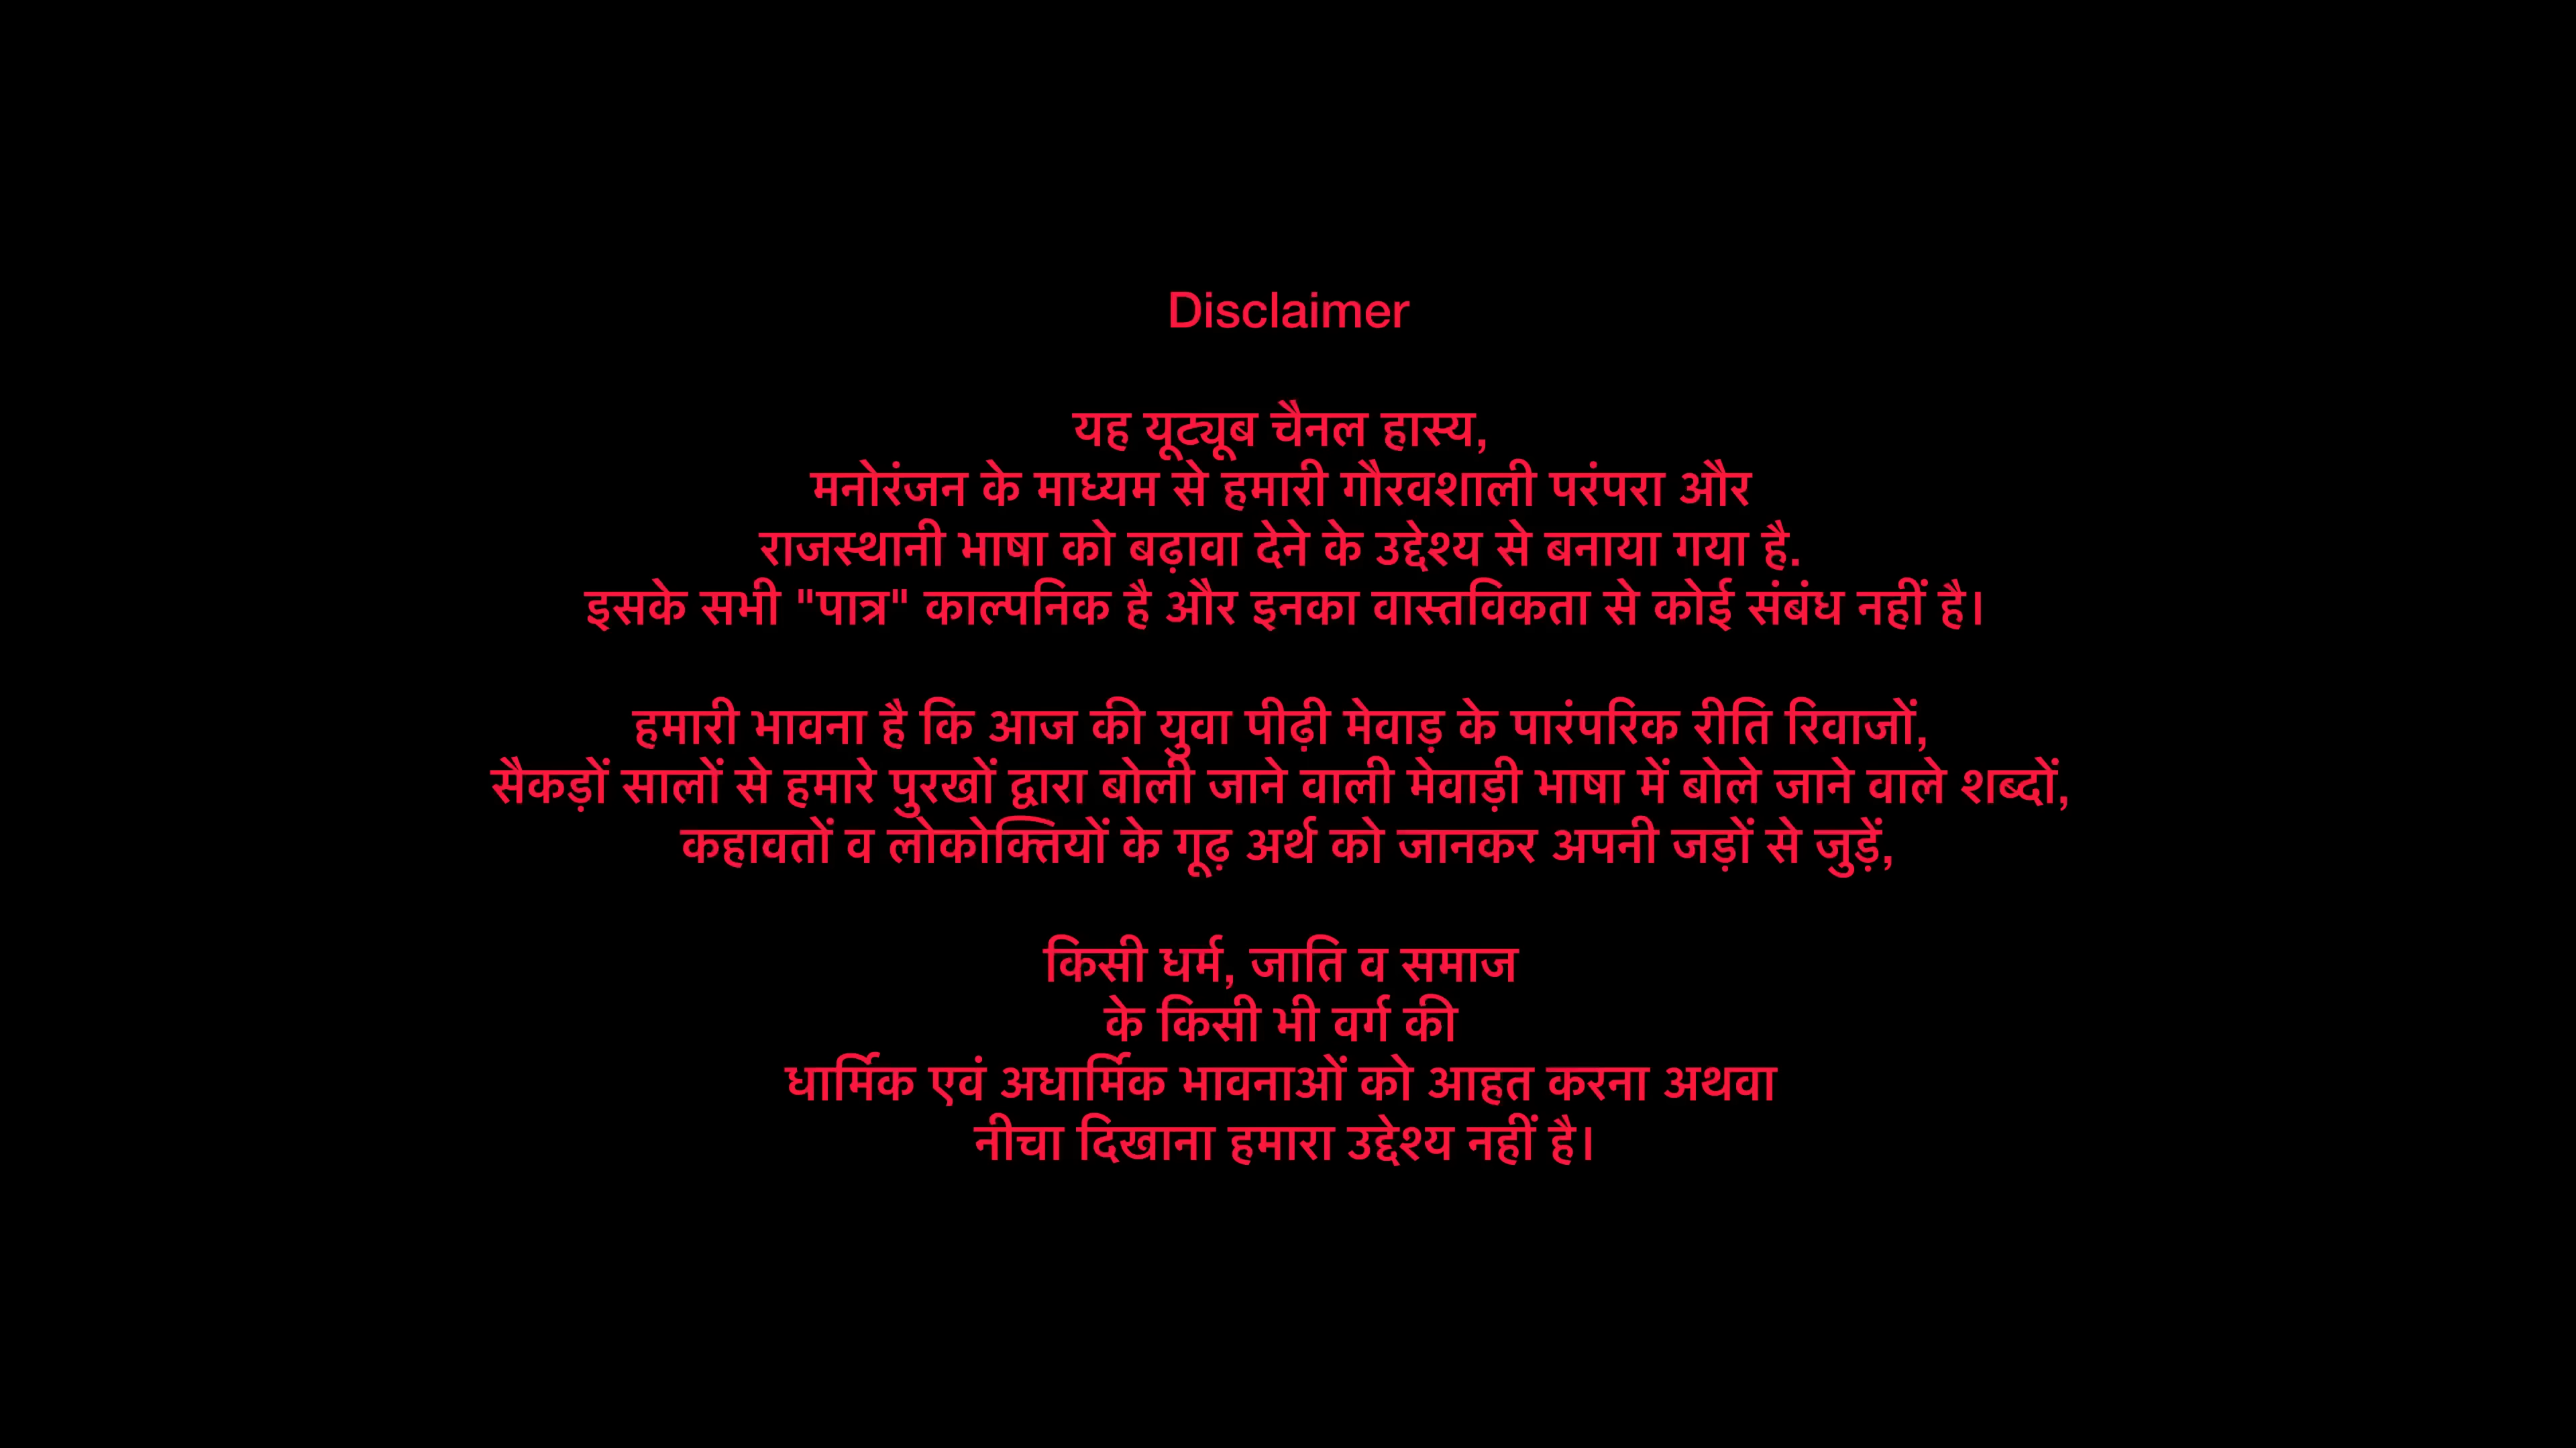 Disclaimer
यह यूट्यूब चैनल हास्य,
मनोरंजन के माध्यम से हमारी गौरवशाली परंपरा और
राजस्थानी भाषा को बढ़ावा देने के उद्देश्य से बनाया गया है.
इसके सभी "पात्र" काल्पनिक है और इनका वास्तविकता से कोई संबंध नहीं है।
हमारी भावना है कि आज की युवा पीढ़ी मेवाड़ के पारंपरिक रीति रिवाजों,
सैकड़ों सालों से हमारे पुरखों द्वारा बोली जाने वाली मेवाड़ी भाषा में बोले जाने वाले शब्दों,
कहावतों व लोकोक्तियों के गूढ़ अर्थ को जानकर अपनी जड़ों से जुड़ें,
किसी धर्म, जाति व समाज
के किसी भी वर्ग की
धार्मिक एवं अधार्मिक भावनाओं को आहत करना अथवा
नीचा दिखाना हमारा उद्देश्य नहीं है।